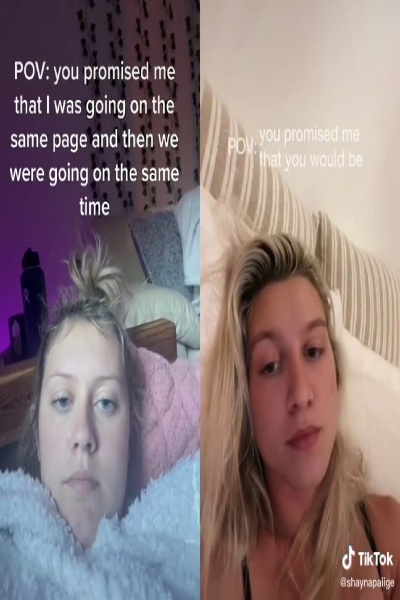 POV: you promised me
that I was going on the
same page and then we
were going on the same
time
POV: you promised me
that you would be
TikTok
@shaynapaiige